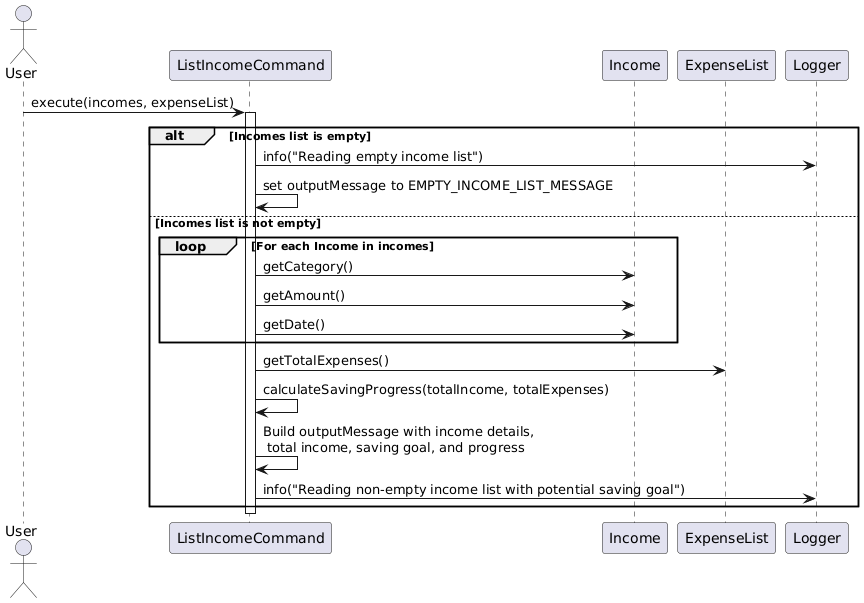 User
ListIncomeCommand
Income
ExpenseList
Logger
execute(incomes, expenseList)
alt
[Incomes list is empty]
info("Reading empty income list")
set outputMessage to EMPTY_INCOME_LIST_MESSAGE
[Incomes list is not empty]
loop
[For each Income in incomes]
getCategory()
getAmount()
getDate()
getTotalExpenses()
calculateSavingProgress(totalIncome, totalExpenses)
Build outputMessage with income details,
total income, saving goal, and progress
info("Reading non-empty income list with potential saving goal")
User
ListIncomeCommand
Income
ExpenseList
Logger